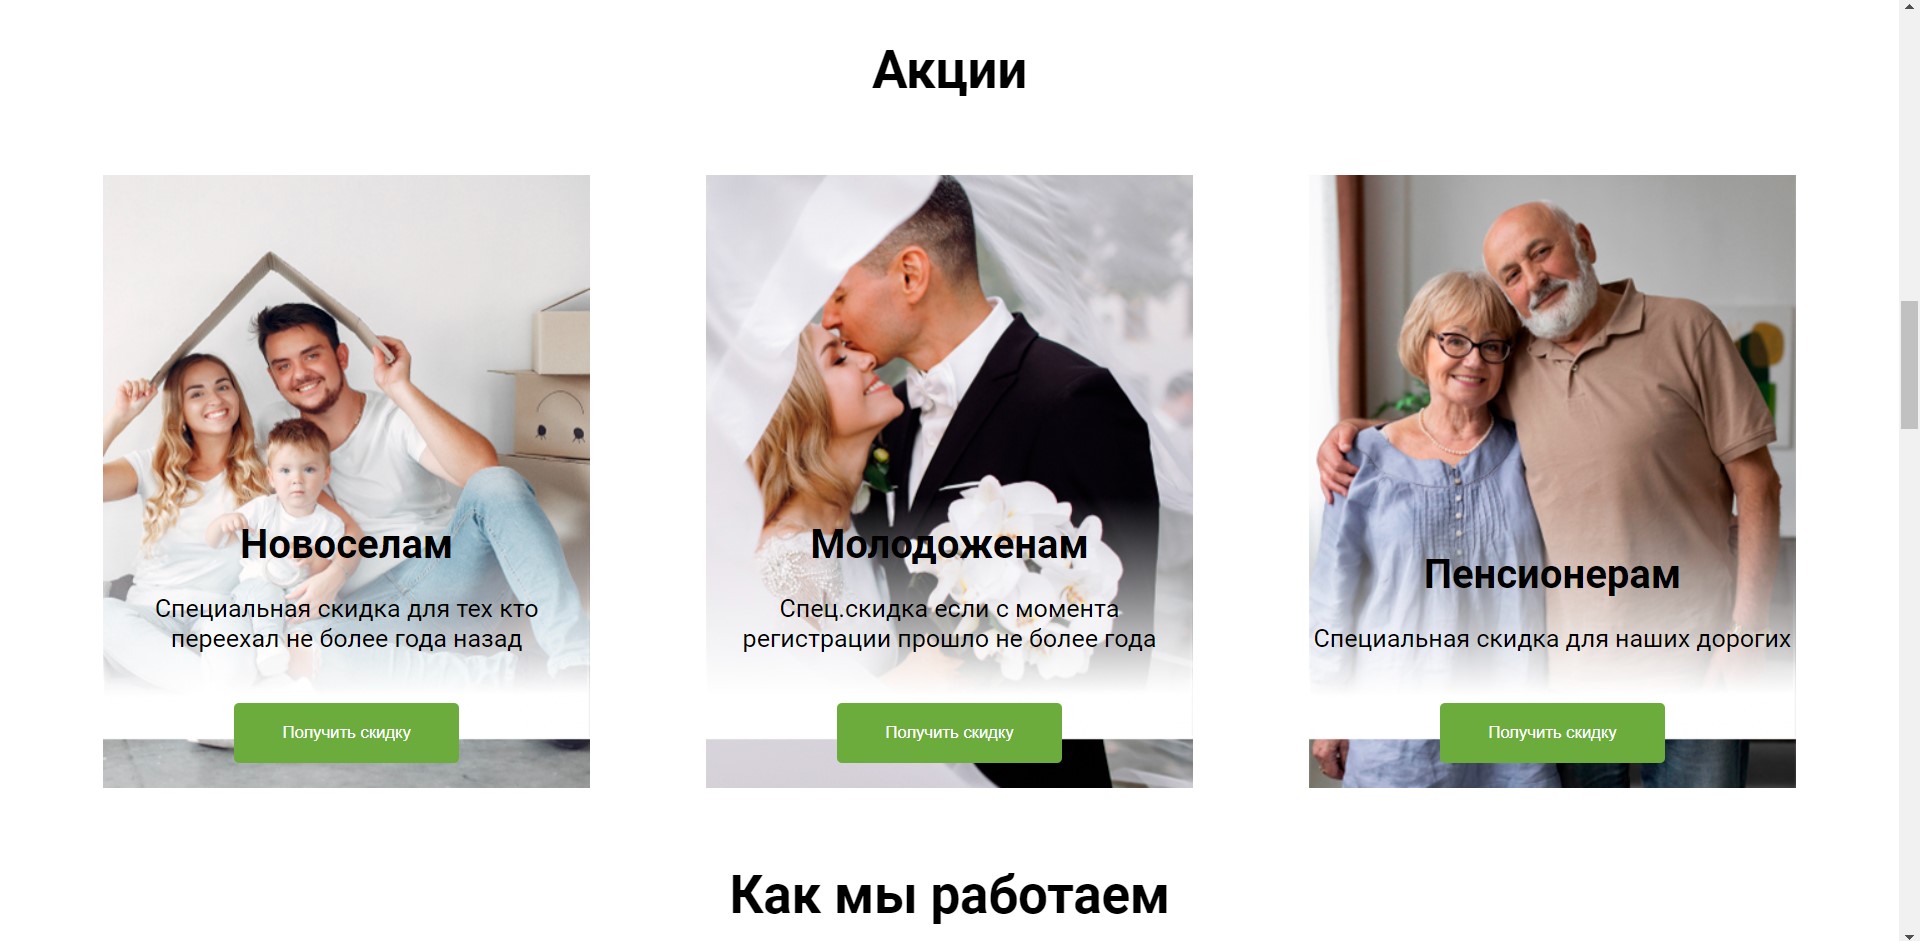 Акции
Новоселам
Специальная скидка для тех кто
переехал не более года назад
Получить скидку
Молодоженам
Спец.скидка если с момента
регистрации прошло не более года
Получить скидку
Пенсионерам
Специальная скидка для наших дорогих
Получить скидку
Как мы работаем